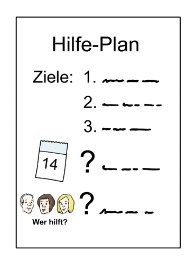 Hilfe-Plan
Ziele: 1.
2.
3.
14 ?
?
Wer hilft?